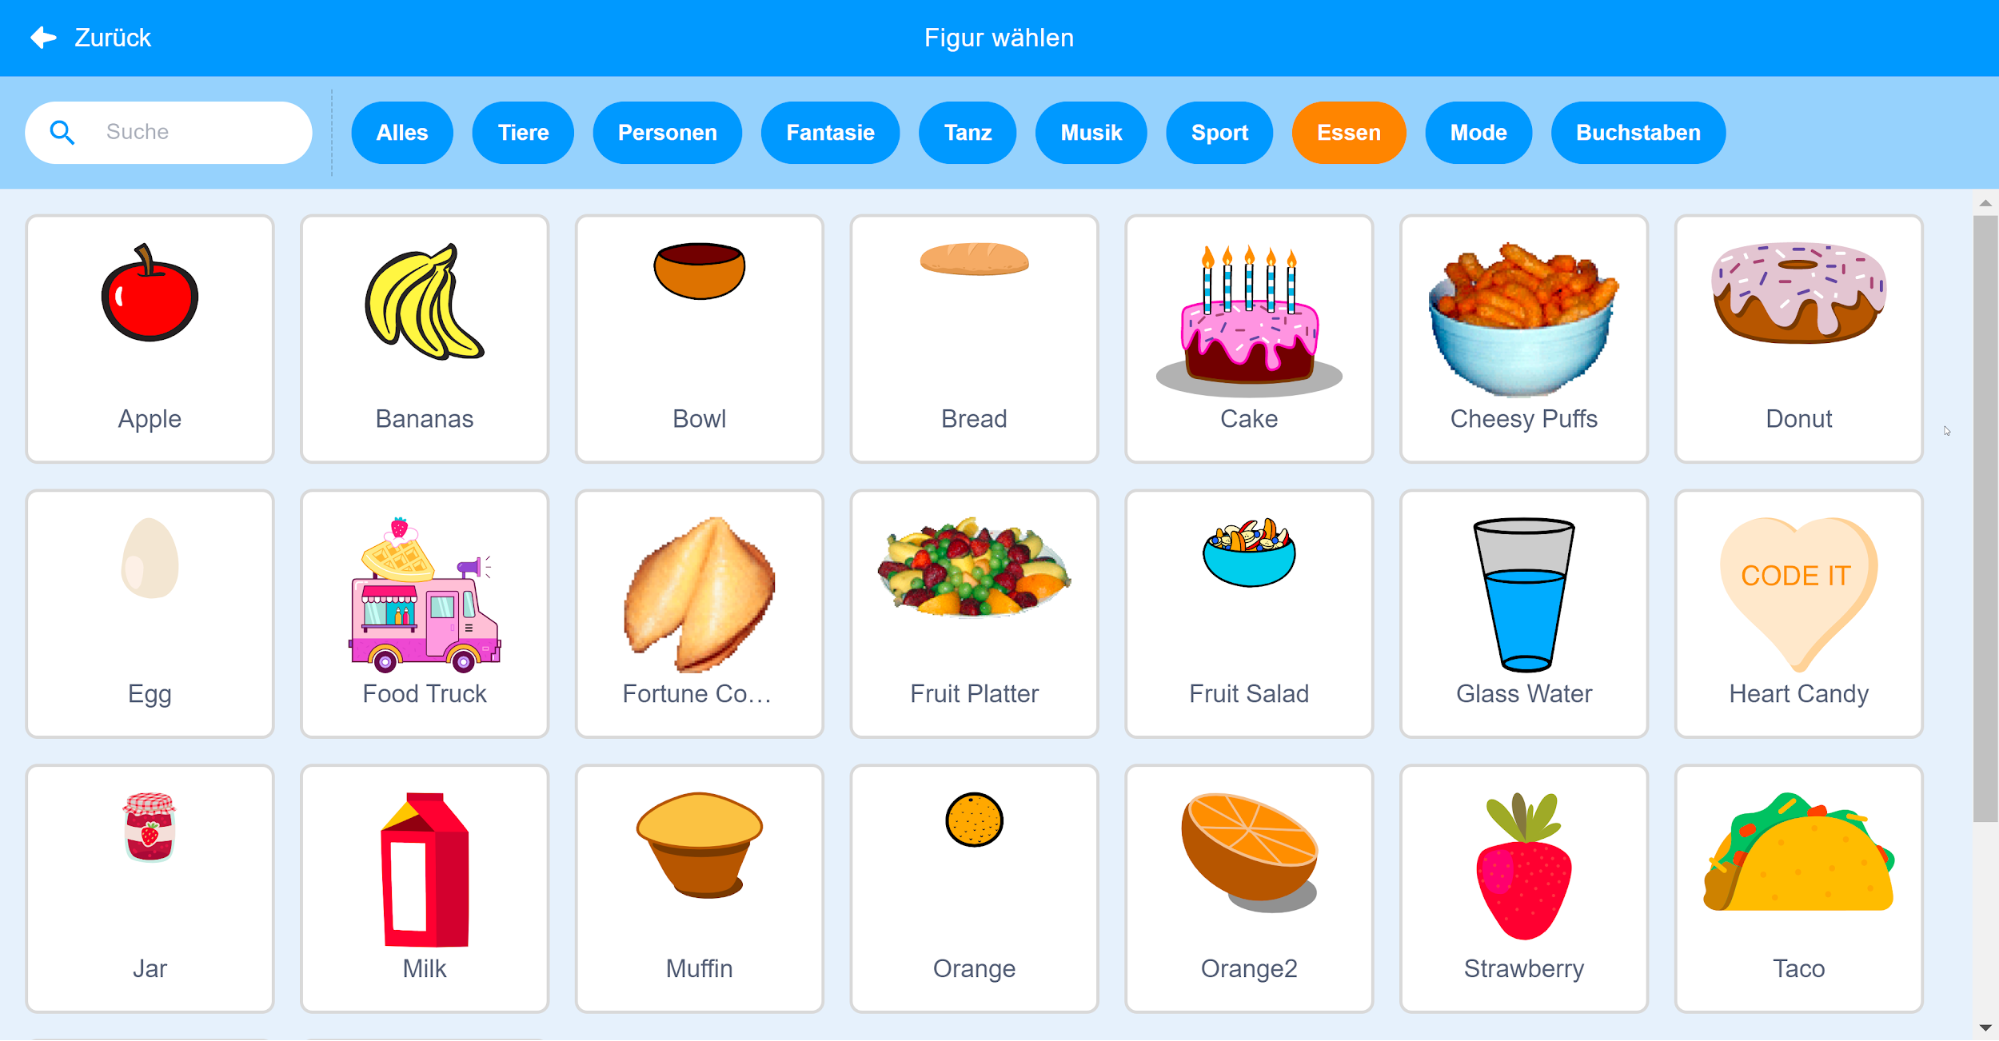 Zurück
Figur wählen
Suche
Alles
Tiere
Personen
Fantasie
Tanz
Musik
Sport
Essen
Mode
Buchstaben
Apple
Bananas
Bowl
Bread
Cake
Cheesy Puffs
Donut
CODE IT
Egg
Food Truck
Fortune Co...
Fruit Platter
Fruit Salad
Glass Water
Heart Candy
Jar
Milk
Muffin
Orange
Orange2
Strawberry
Taco